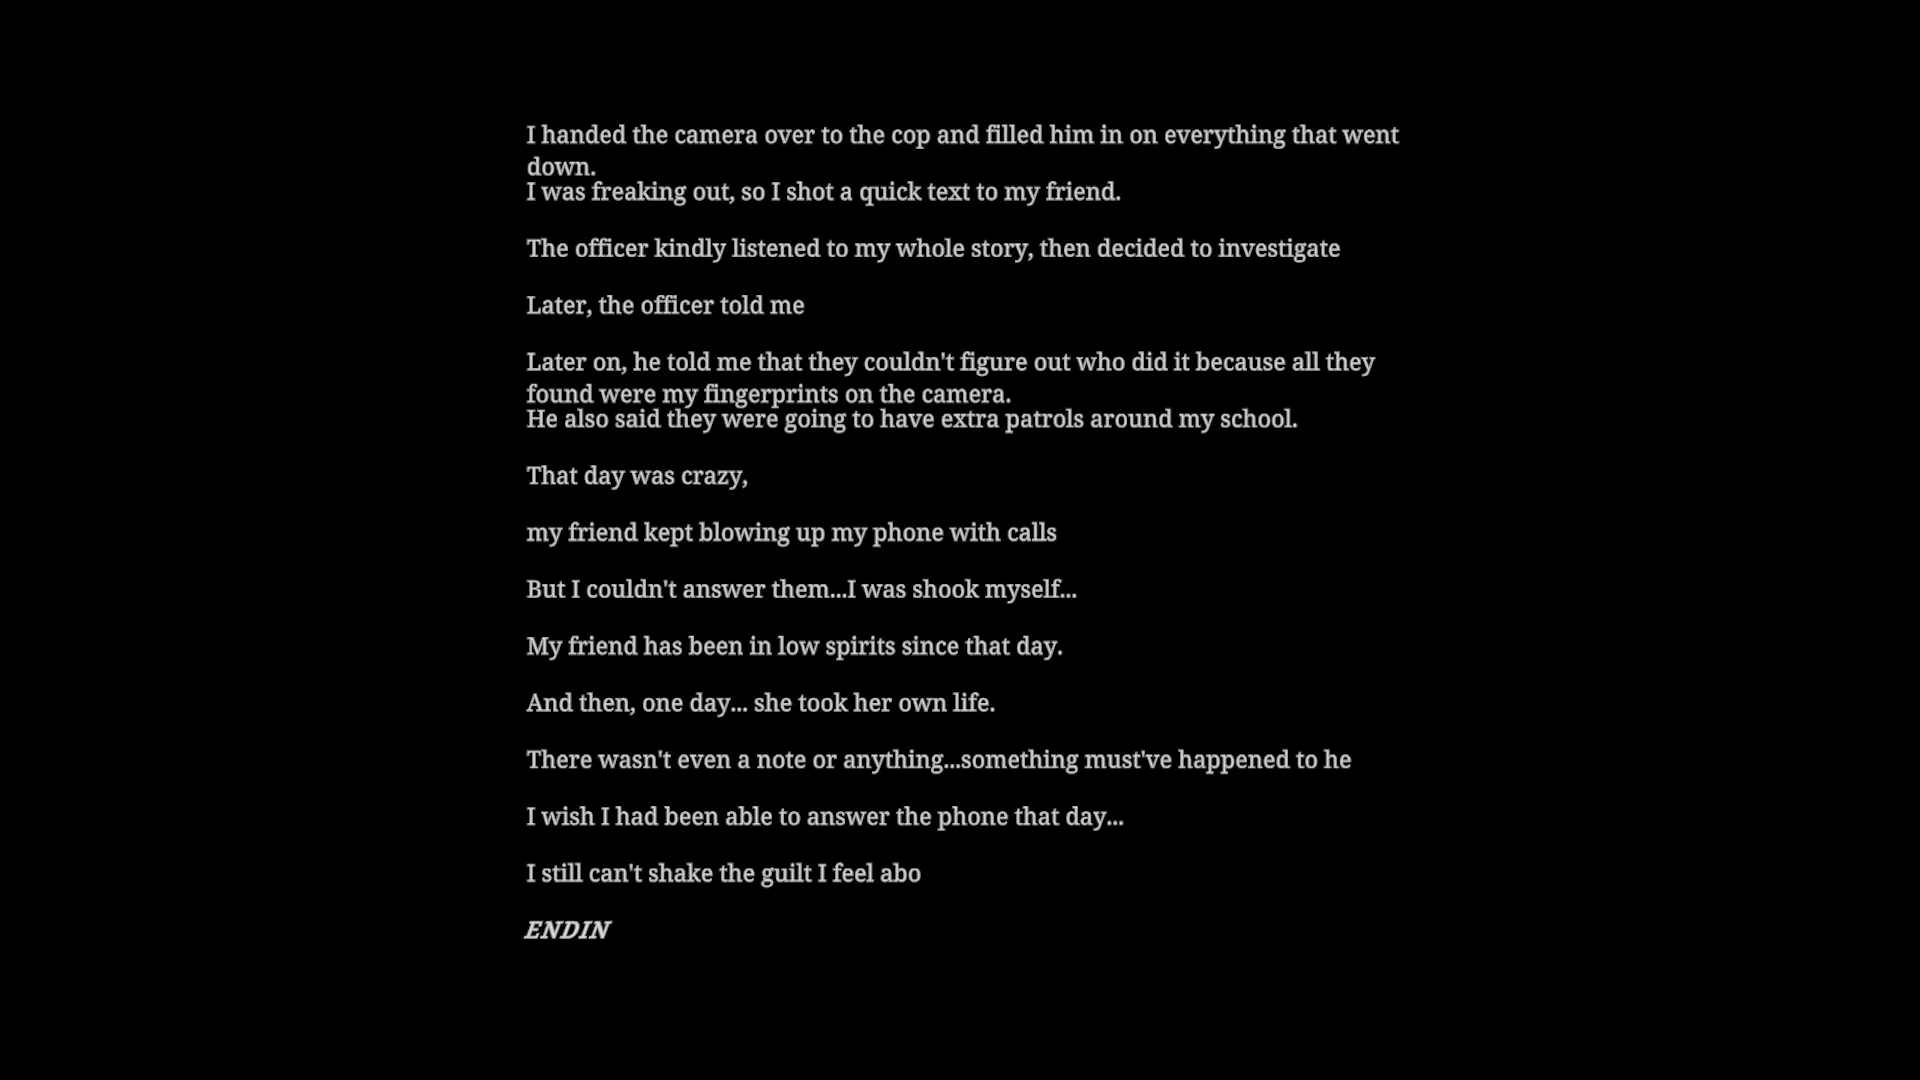 I handed the camera over to the cop and filled him in on everything that went
down.
I was freaking out, so I shot a quick text to my friend.
The officer kindly listened to my whole story, then decided to investigate
Later, the officer told me
Later on, he told me that they couldn't figure out who did it because all they
found were my fingerprints on the camera.
He also said they were going to have extra patrols around my school.
That day was crazy,
my friend kept blowing up my phone with calls
But I couldn't answer them...I was shook myself...
My friend has been in low spirits since that day.
And then, one day... she took her own life.
There wasn't even a note or anything...something must've happened to he
I wish I had been able to answer the phone that day...
I still can't shake the guilt I feel abo
ENDIN